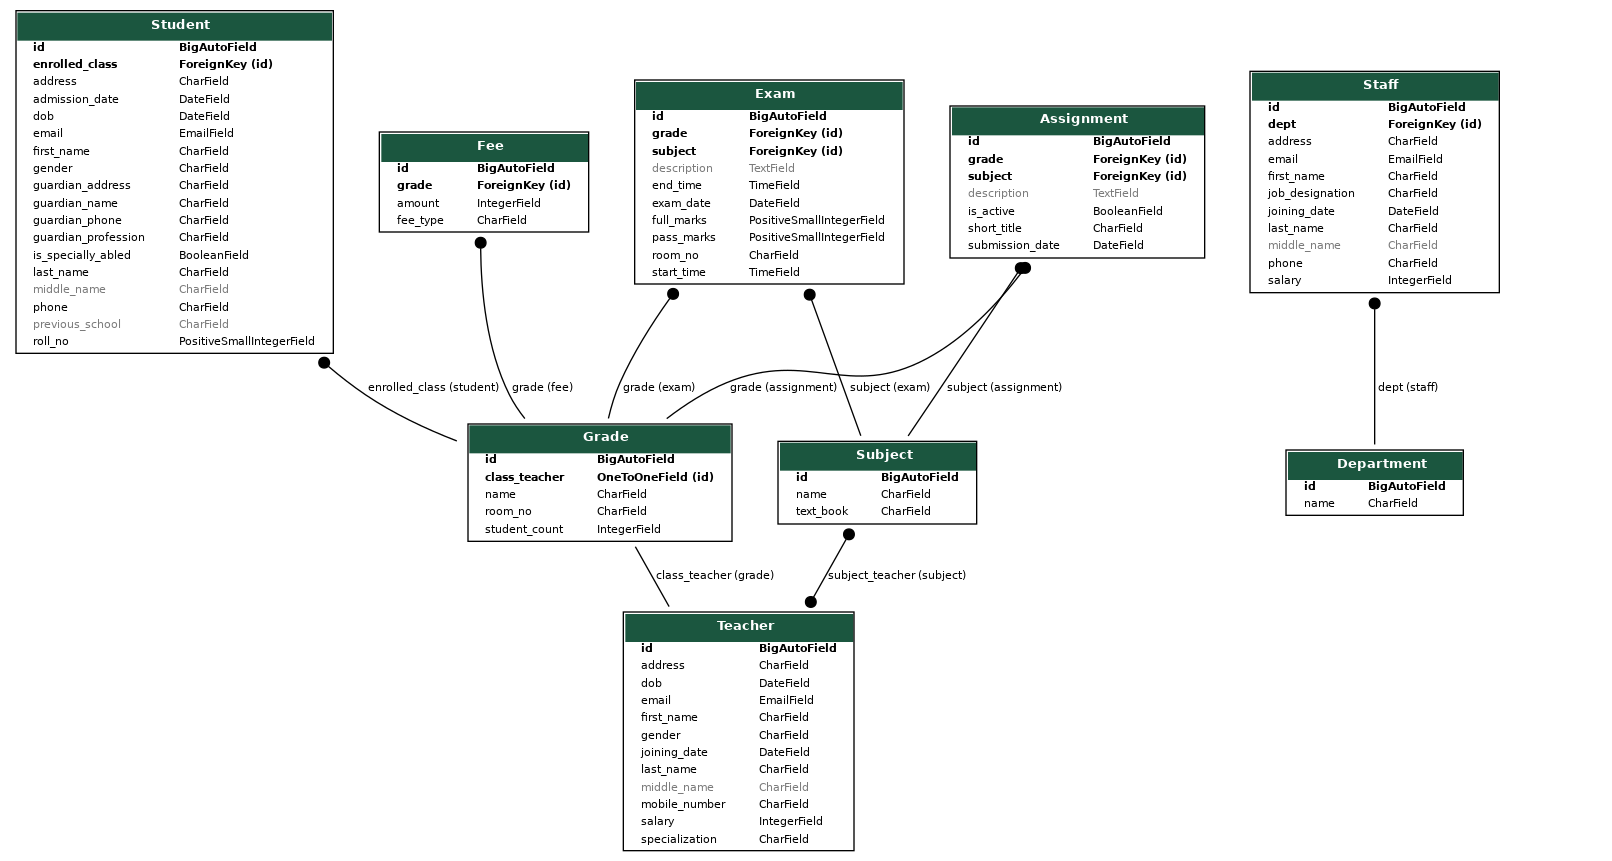 Student
id BigAutoField
enrolled_class ForeignKey (id)
address CharField
admission_date DateField
dob DateField
email EmailField
first_name CharField
gender CharField
guardian_address CharField
guardian_name CharField
guardian_phone CharField
guardian_profession CharField
is_specially_abled BooleanField
last_name CharField
middle_name CharField
phone CharField
previous_school CharField
roll_no PositiveSmallIntegerField
Fee
id BigAutoField
grade ForeignKey (id)
amount IntegerField
fee_type CharField
Exam
id BigAutoField
grade ForeignKey (id)
subject ForeignKey (id)
description TextField
end_time TimeField
exam_date DateField
full_marks PositiveSmallIntegerField
pass_marks PositiveSmallIntegerField
room_no CharField
start_time TimeField
Assignment
id BigAutoField
grade ForeignKey (id)
subject ForeignKey (id)
description TextField
is_active BooleanField
short_title CharField
submission_date DateField
Staff
id BigAutoField
dept ForeignKey (id)
address CharField
email EmailField
first_name CharField
job_designation CharField
joining_date DateField
last_name CharField
middle_name CharField
phone CharField
salary IntegerField
enrolled_class (student)
grade (fee)
grade (exam)
grade (assignment)
subject (exam)
subject (assignment)
dept (staff)
Grade
id BigAutoField
class_teacher OneToOneField (id)
name CharField
room_no CharField
student_count IntegerField
Subject
id BigAutoField
name CharField
text_book CharField
Department
id BigAutoField
name CharField
class_teacher (grade)
subject_teacher (subject)
Teacher
id BigAutoField
address CharField
dob DateField
email EmailField
first_name CharField
gender CharField
joining_date DateField
last_name CharField
middle_name CharField
mobile_number CharField
salary IntegerField
specialization CharField